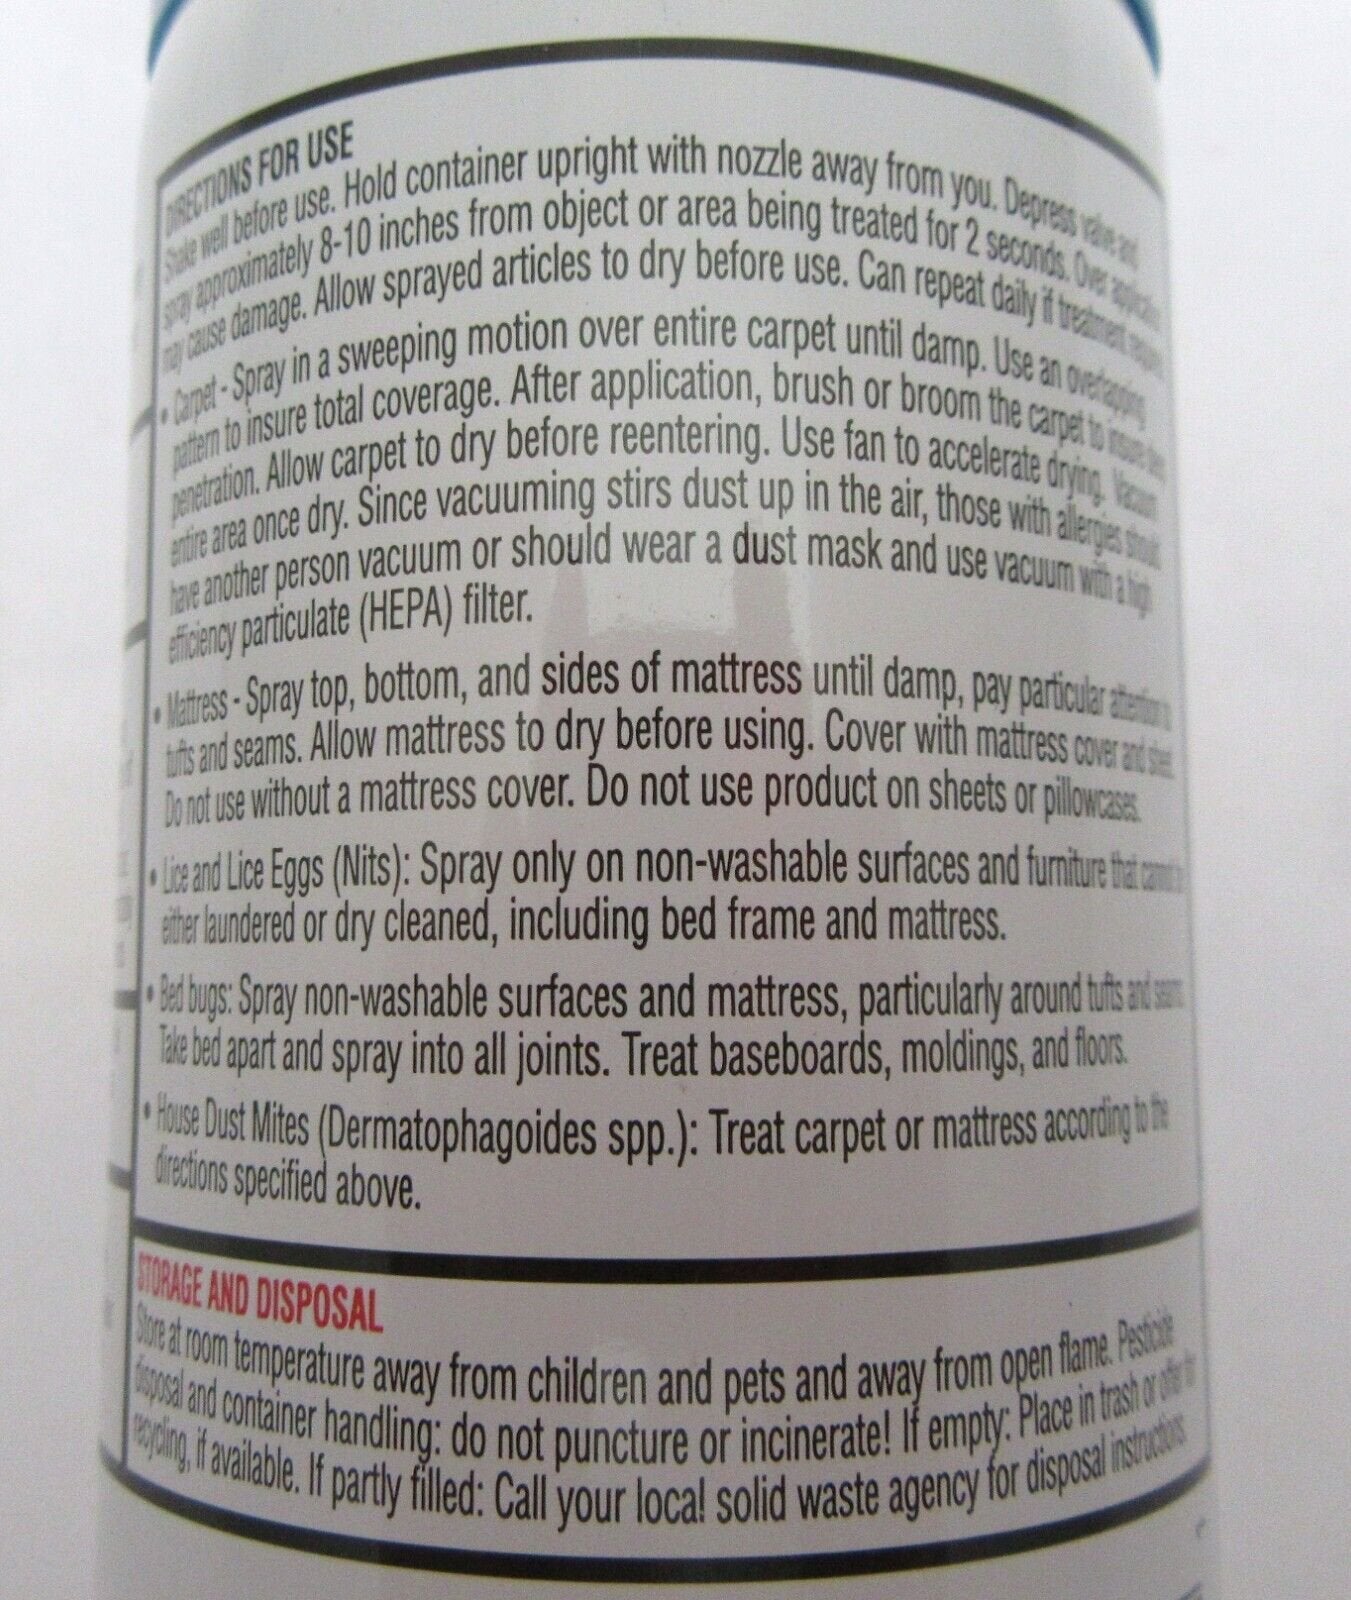 DIRECTIONS FOR USE
Shake well before use. Hold container upright with nozzle away from you. Depress valve and
spray approximately 8-10 inches from object or area being treated for 2 seconds. Over application
may cause damage. Allow sprayed articles to dry before use. Can repeat daily if treatment
• Carpet - Spray in a sweeping motion over entire carpet until damp. Use an overlapping
pattern to insure total coverage. After application, brush or broom the carpet to insure
penetration. Allow carpet to dry before reentering. Use fan to accelerate drying. Vacuum
entire area once dry. Since vacuuming stirs dust up in the air, those with allergies should
have another person vacuum or should wear a dust mask and use vacuum with a high
efficiency particulate (HEPA) filter.
• Mattress - Spray top, bottom, and sides of mattress until damp, pay particular attention to
tufts and seams. Allow mattress to dry before using. Cover with mattress cover and sheet.
Do not use without a mattress cover. Do not use product on sheets or pillowcases.
• Lice and Lice Eggs (Nits): Spray only on non-washable surfaces and furniture that cannot
either laundered or dry cleaned, including bed frame and mattress.
• Bed bugs: Spray non-washable surfaces and mattress, particularly around tufts and seams.
Take bed apart and spray into all joints. Treat baseboards, moldings, and floors.
• House Dust Mites (Dermatophagoides spp.): Treat carpet or mattress according to the
directions specified above.
STORAGE AND DISPOSAL
Store at room temperature away from children and pets and away from open flame. Pesticide
disposal and container handling: do not puncture or incinerate! If empty: Place in trash or offer for
recycling, if available. If partly filled: Call your local solid waste agency for disposal instructions.